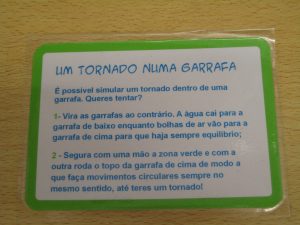 UM TORNADO NUMA GARRAFA
É possivel simular um tornado dentro de uma
garrafa. Queres tentar?
1- Vira as garrafas ao contrário. A água cai para a
garrafa de baixo enquanto bolhas de ar vão para a
garrafa de cima para que haja sempre equilibrio;
2 - Segura com uma mão a zona verde e com a
outra roda o topo da garrafa de cima de modo a
que faça movimentos circulares sempre no
mesmo sentido, até teres um tornado!